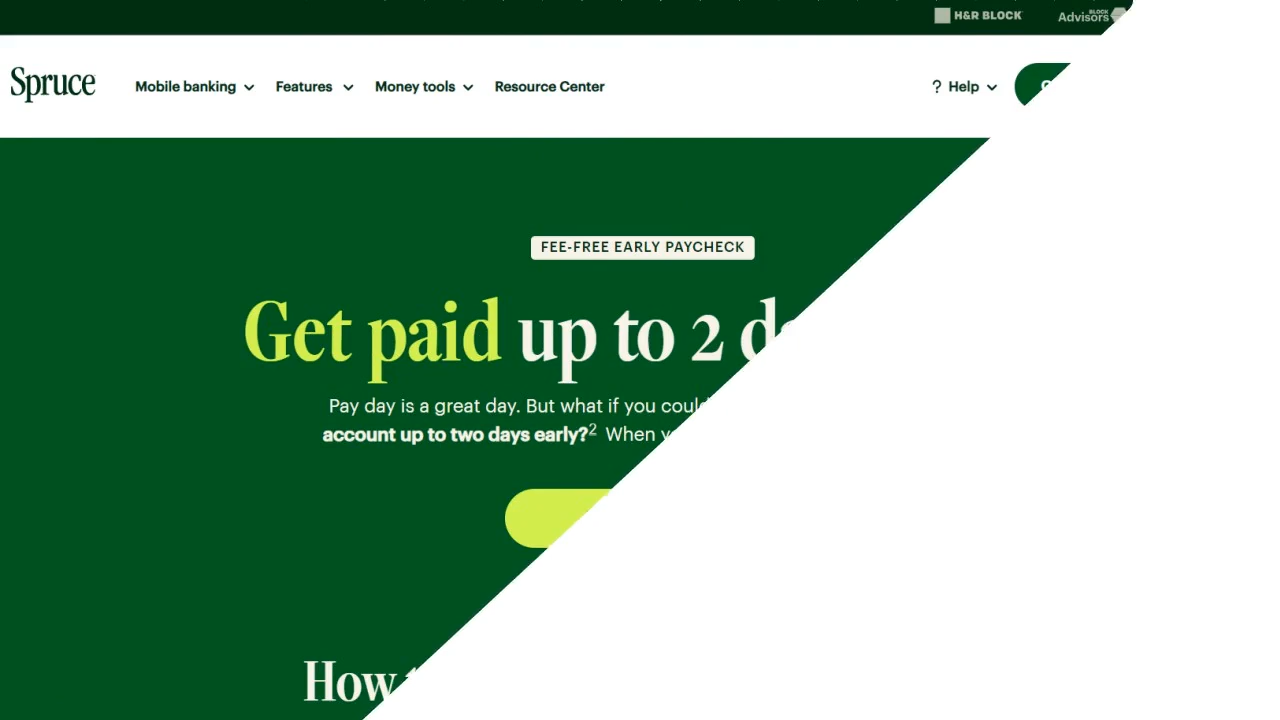 H&R BLOCK
BLOCK
Advisors
Spruce
Mobile banking
Features
Money tools
Resource Center
? Help
FEE-FREE EARLY PAYCHECK
Get paid up to 2
Pay day is a great day. But what if you
account up to two days early?2 When
How